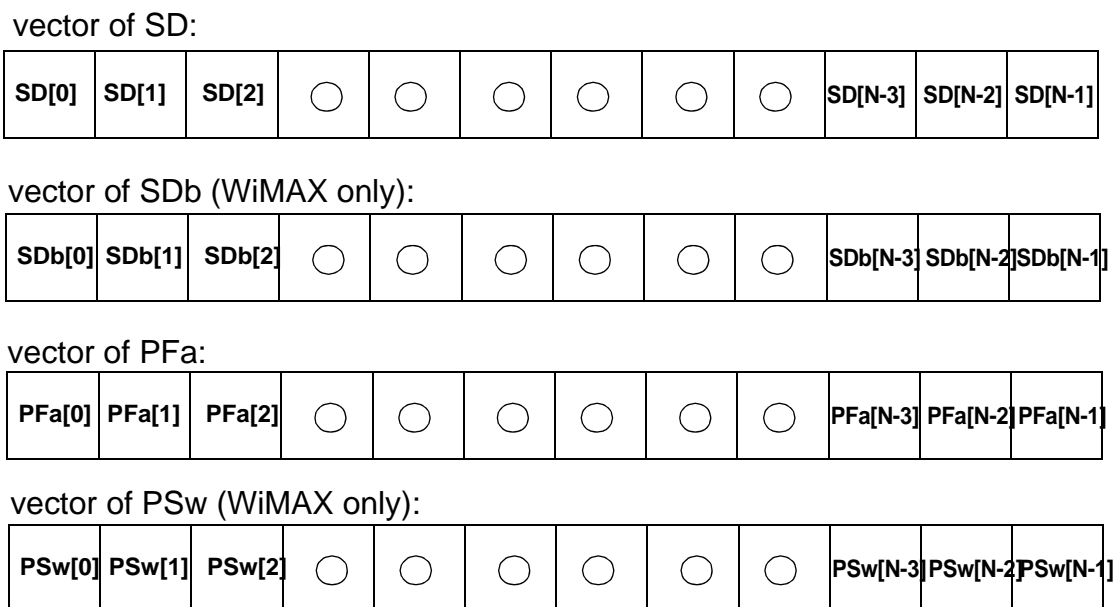 vector of SD:
SD[0] SD[1] SD[2] SD[N-3] SD[N-2] SD[N-1]
vector of SDb (WiMAX only):
SDb[0] SDb[1] SDb[2] SDb[N-3] SDb[N-2] SDb[N-1]
vector of PFa:
PFa[0] PFa[1] PFa[2] PFa[N-3] PFa[N-2] PFa[N-1]
vector of PSw (WiMAX only):
PSw[0] PSw[1] PSw[2] PSw[N-3] PSw[N-2] PSw[N-1]